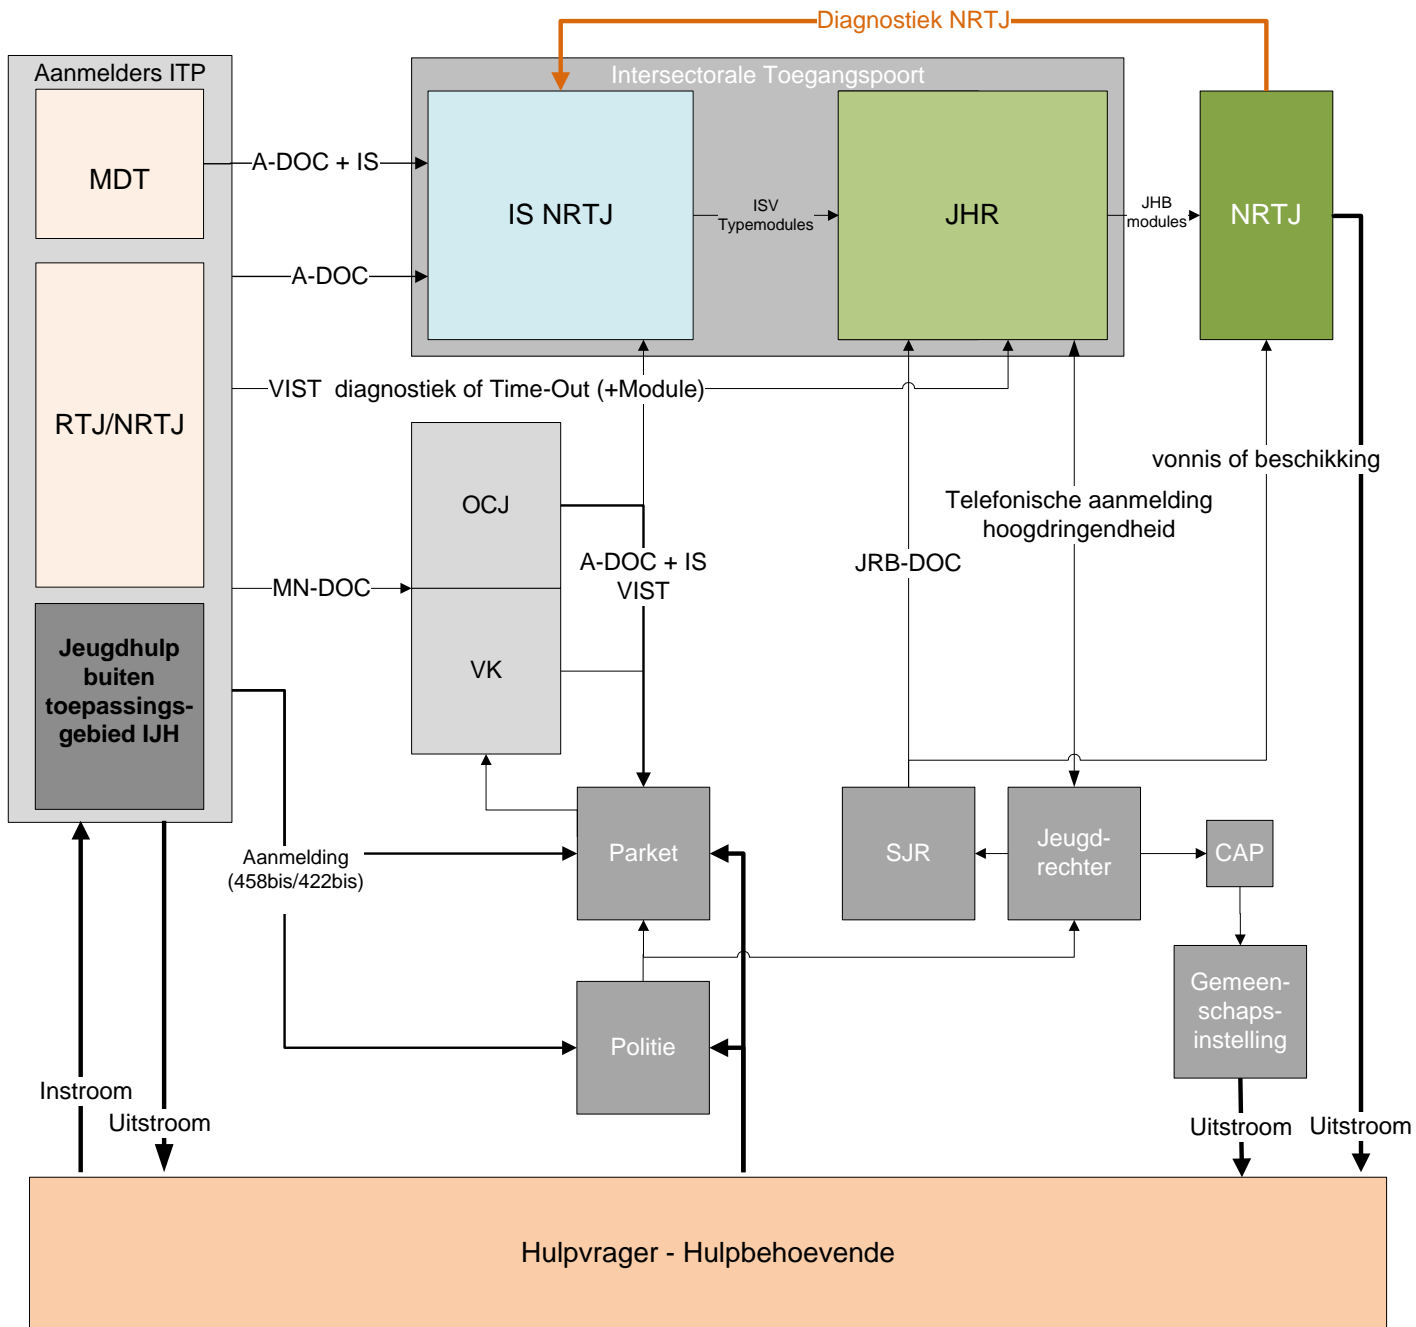 Diagnostiek NRTJ
Aanmelders ITP
Intersectorale Toegangspoort
MDT
A-DOC + IS
IS NRTJ
ISV
Typemodules
JHR
JHB
modules
NRTJ
A-DOC
RTJ/NRTJ
VIST  diagnostiek of Time-Out (+Module)
OCJ
vonnis of beschikking
Telefonische aanmelding
hoogdringendheid
A-DOC + IS
VIST
JRB-DOC
MN-DOC
Jeugdhulp
buiten
toepassings-
gebied IJH
VK
Aanmelding
(458bis/422bis)
Parket
SJR
Jeugd-
rechter
CAP
Politie
Gemeen-
schaps-
instelling
Instroom
Uitstroom
Uitstroom
Uitstroom
Hulpvrager - Hulpbehoevende